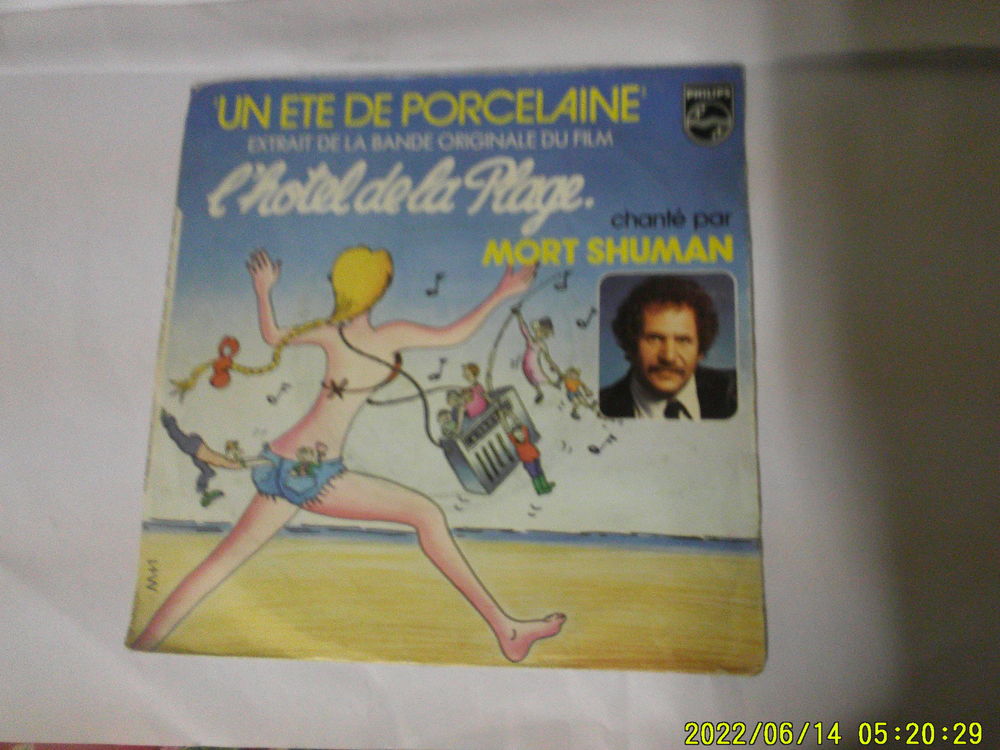 'UN ETE DE PORCELAINE'
PHILIPS
EXTRAIT DE LA BANDE ORIGINALE DU FILM
l'hotel de la Plage.
chanté par
MORT SHUMAN
2022/06/14 05:20:29